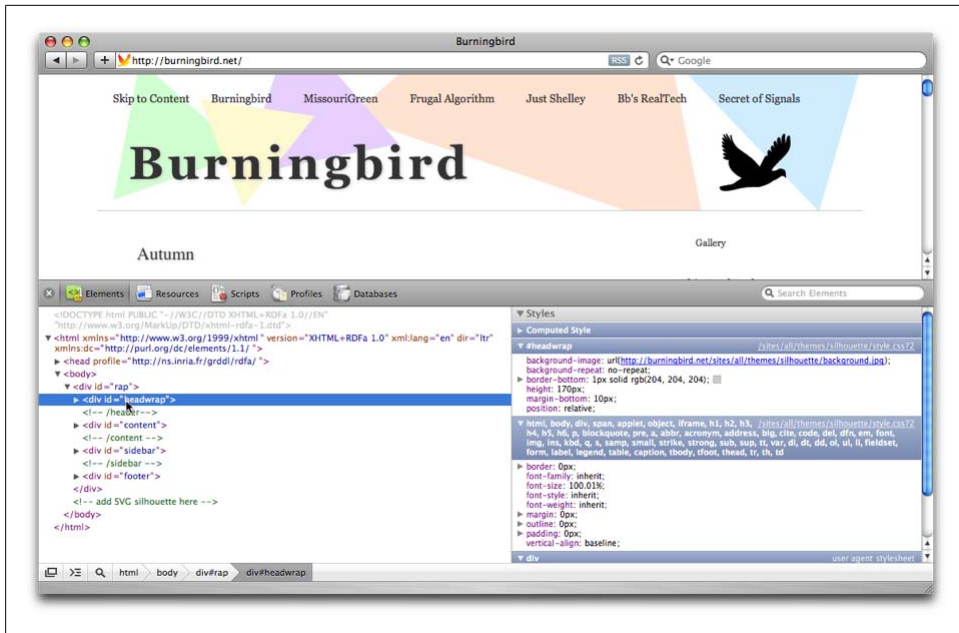 Burningbird
http://burningbird.net/
RSS
Google
Skip to Content Burningbird MissouriGreen Frugal Algorithm Just Shelley Bb's RealTech Secret of Signals
Burningbird
Autumn
Gallery
Elements Resources Scripts Profiles Databases
Search Elements
<!DOCTYPE html PUBLIC "-//W3C//DTD XHTML+RDFa 1.0//EN"
"http://www.w3.org/MarkUp/DTD/xhtml-rdfa-1.dtd">
<html xmlns="http://www.w3.org/1999/xhtml" version="XHTML+RDFa 1.0" xml:lang="en" dir="ltr"
xmlns:dc="http://purl.org/dc/elements/1.1/ ">
<head profile="http://ns.inria.fr/grddl/rdfa/ ">
<body>
<div id="rap">
<div id="headwrap">
<!-- /header-->
<div id="content">
<!-- /content -->
<div id="sidebar">
<!-- /sidebar -->
<div id="footer">
</div>
<!-- add SVG silhouette here -->
</body>
</html>
Styles
Computed Style
#headwrap /sites/all/themes/silhouette/style.css?2
background-image: url(http://burningbird.net/sites/all/themes/silhouette/background.jpg);
background-repeat: no-repeat;
border-bottom: 1px solid rgb(204, 204, 204);
height: 170px;
margin-bottom: 10px;
position: relative;
html, body, div, span, applet, object, iframe, h1, h2, h3, /sites/all/themes/silhouette/style.css?2
h4, h5, h6, p, blockquote, pre, a, abbr, acronym, address, big, cite, code, del, dfn, em, font,
img, ins, kbd, q, s, samp, small, strike, strong, sub, sup, tt, var, dl, dt, dd, ol, ul, li, fieldset,
form, label, legend, table, caption, tbody, tfoot, thead, tr, th, td
border: 0px;
font-family: inherit;
font-size: 100.01%;
font-style: inherit;
font-weight: inherit;
margin: 0px;
outline: 0px;
padding: 0px;
vertical-align: baseline;
div user agent stylesheet
html body div#rap div#headwrap